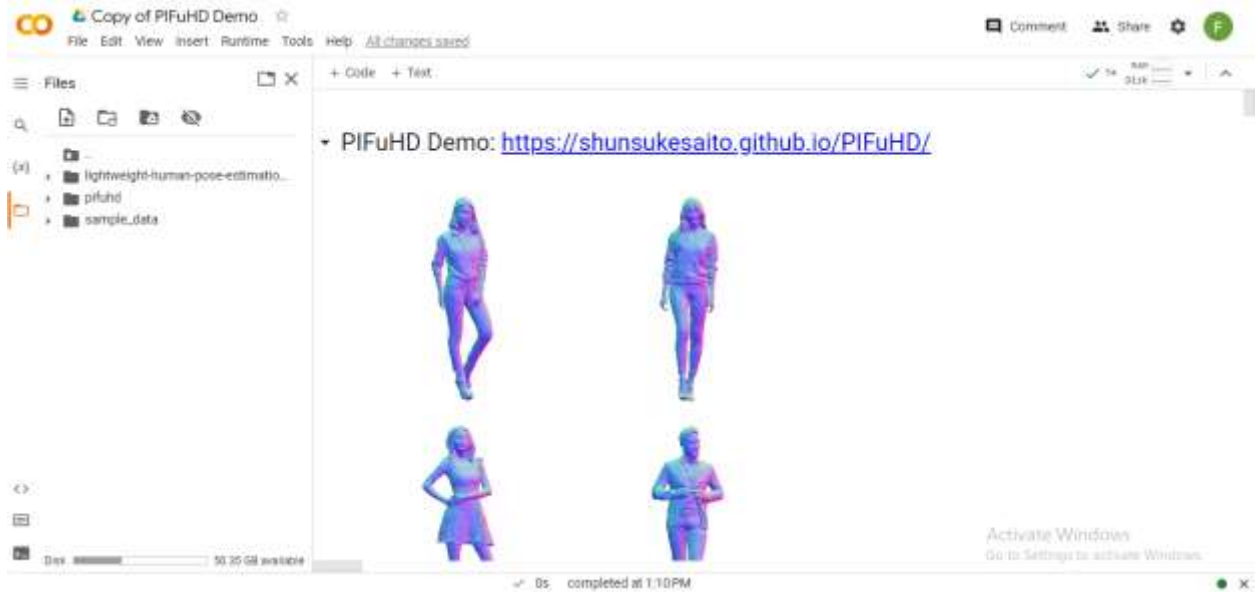 CO Copy of PIFuHD Demo
File Edit View Insert Runtime Tools Help All changes saved
Comment Share F
Files
+ Code + Text
RAM
Disk
{x}
..
lightweight-human-pose-estimatio...
pifuhd
sample_data
PIFuHD Demo: https://shunsukesaito.github.io/PIFuHD/
<>
Disk 50.35 GB available
Activate Windows
Go to Settings to activate Windows.
0s completed at 1:10 PM